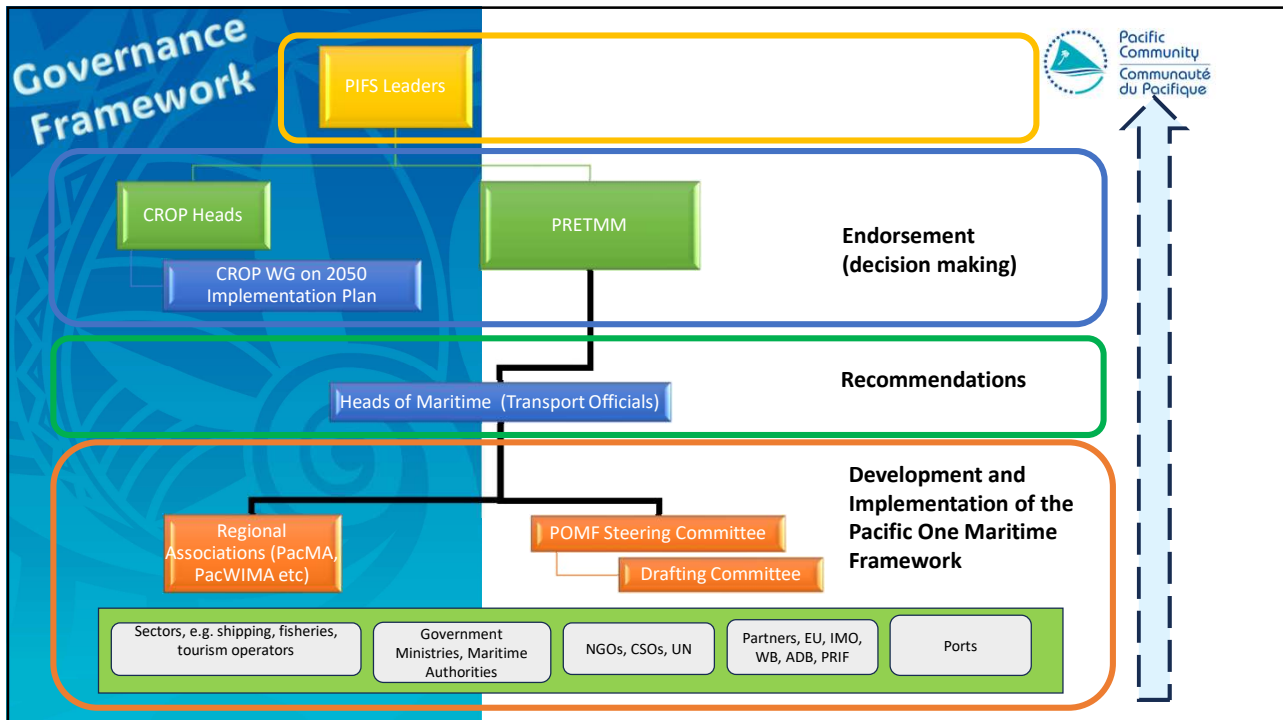 Governance
Framework
PIFS Leaders
Pacific
Community
Communauté
du Pacifique
CROP Heads
PRETMM
CROP WG on 2050
Implementation Plan
Endorsement
(decision making)
Heads of Maritime (Transport Officials)
Recommendations
Regional
Associations (PacMA,
PacWIMA etc)
POMF Steering Committee
Drafting Committee
Development and
Implementation of the
Pacific One Maritime
Framework
Sectors, e.g. shipping, fisheries,
tourism operators
Government
Ministries, Maritime
Authorities
NGOs, CSOs, UN
Partners, EU, IMO,
WB, ADB, PRIF
Ports